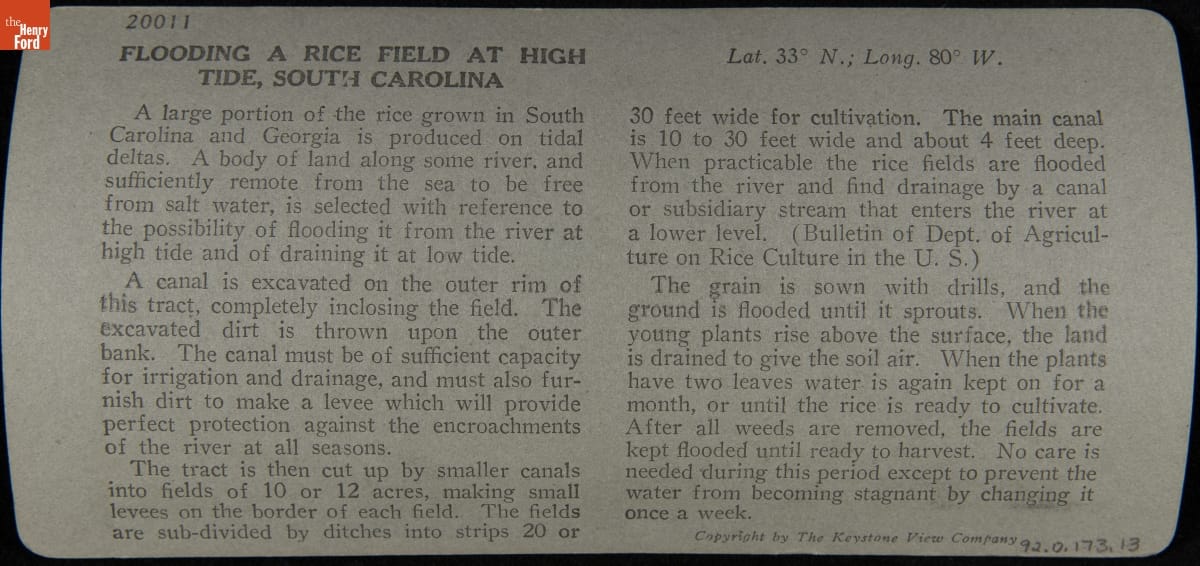 the
Henry
Ford
20011
FLOODING A RICE FIELD AT HIGH
TIDE, SOUTH CAROLINA
A large portion of the rice grown in South
Carolina and Georgia is produced on tidal
deltas. A body of land along some river, and
sufficiently remote from the sea to be free
from salt water, is selected with reference to
the possibility of flooding it from the river at
high tide and of draining it at low tide.
A canal is excavated on the outer rim of
this tract, completely inclosing the field. The
excavated dirt is thrown upon the outer
bank. The canal must be of sufficient capacity
for irrigation and drainage, and must also fur-
nish dirt to make a levee which will provide
perfect protection against the encroachments
of the river at all seasons.
The tract is then cut up by smaller canals
into fields of 10 or 12 acres, making small
levees on the border of each field. The fields
are sub-divided by ditches into strips 20 or
Lat. 33° N.; Long. 80° W.
30 feet wide for cultivation. The main canal
is 10 to 30 feet wide and about 4 feet deep.
When practicable the rice fields are flooded
from the river and find drainage by a canal
or subsidiary stream that enters the river at
a lower level. (Bulletin of Dept. of Agricul-
ture on Rice Culture in the U. S.)
The grain is sown with drills, and the
ground is flooded until it sprouts. When the
young plants rise above the surface, the land
is drained to give the soil air. When the plants
have two leaves water is again kept on for a
month, or until the rice is ready to cultivate.
After all weeds are removed, the fields are
kept flooded until ready to harvest. No care is
needed during this period except to prevent the
water from becoming stagnant by changing it
once a week.
Copyright by The Keystone View Company
92.0.173.13